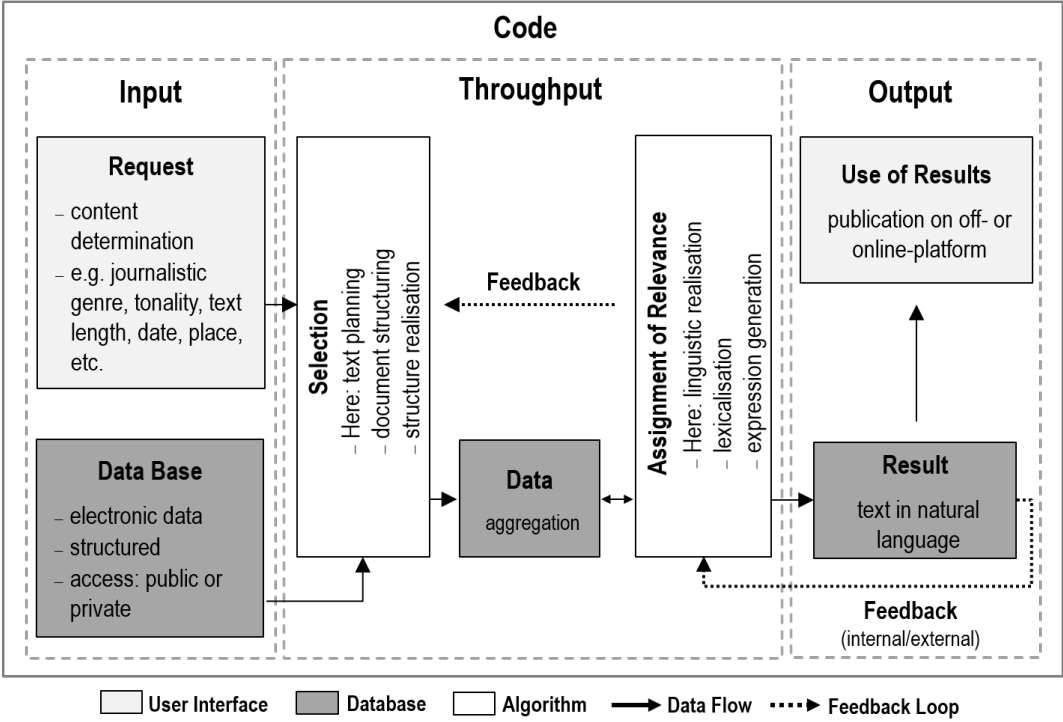 Code
Input
Request
– content
determination
– e.g. journalistic
genre, tonality, text
length, date, place,
etc.
Data Base
– electronic data
– structured
– access: public or
private
Throughput
Selection
– Here: text planning
– document structuring
– structure realisation
Feedback
Data
aggregation
Assignment of Relevance
– Here: linguistic realisation
– lexicalisation
– expression generation
Output
Use of Results
publication on off- or
online-platform
Result
text in natural
language
Feedback
(internal/external)
User Interface
Database
Algorithm
Data Flow
Feedback Loop